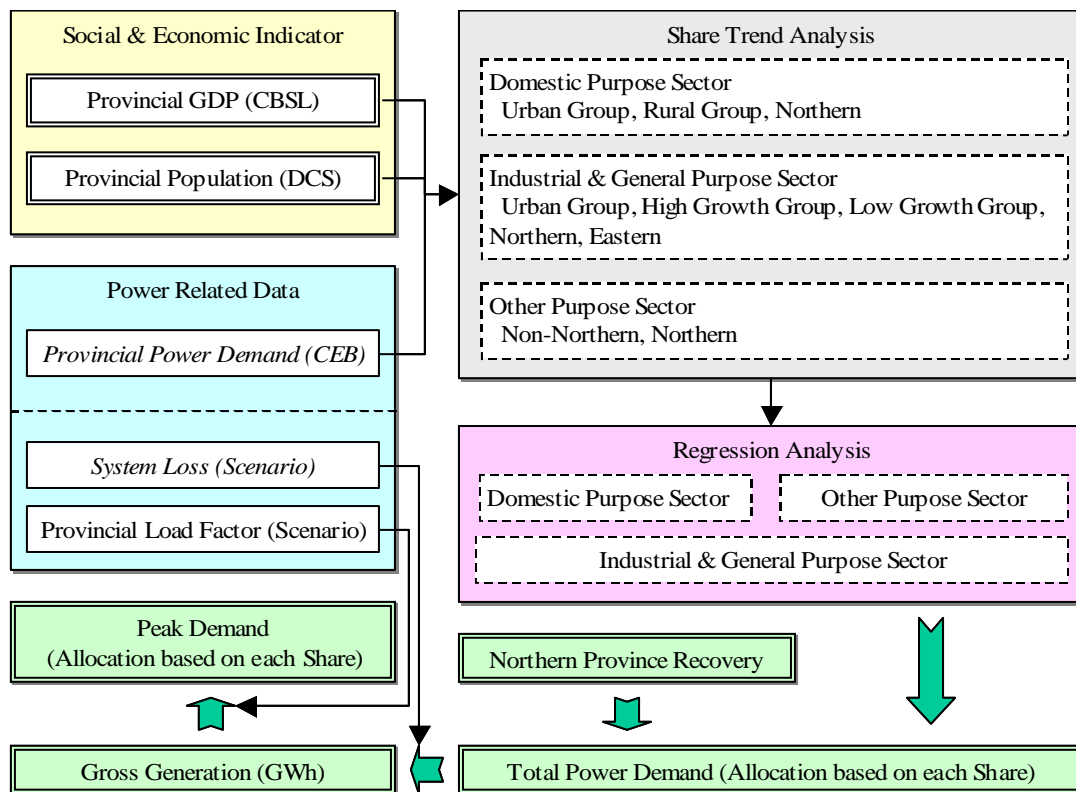 Social & Economic Indicator
Provincial GDP (CBSL)
Provincial Population (DCS)
Power Related Data
Provincial Power Demand (CEB)
System Loss (Scenario)
Provincial Load Factor (Scenario)
Peak Demand
(Allocation based on each Share)
Gross Generation (GWh)
Share Trend Analysis
Domestic Purpose Sector
Urban Group, Rural Group, Northern
Industrial & General Purpose Sector
Urban Group, High Growth Group, Low Growth Group,
Northern, Eastern
Other Purpose Sector
Non-Northern, Northern
Regression Analysis
Domestic Purpose Sector
Other Purpose Sector
Industrial & General Purpose Sector
Northern Province Recovery
Total Power Demand (Allocation based on each Share)